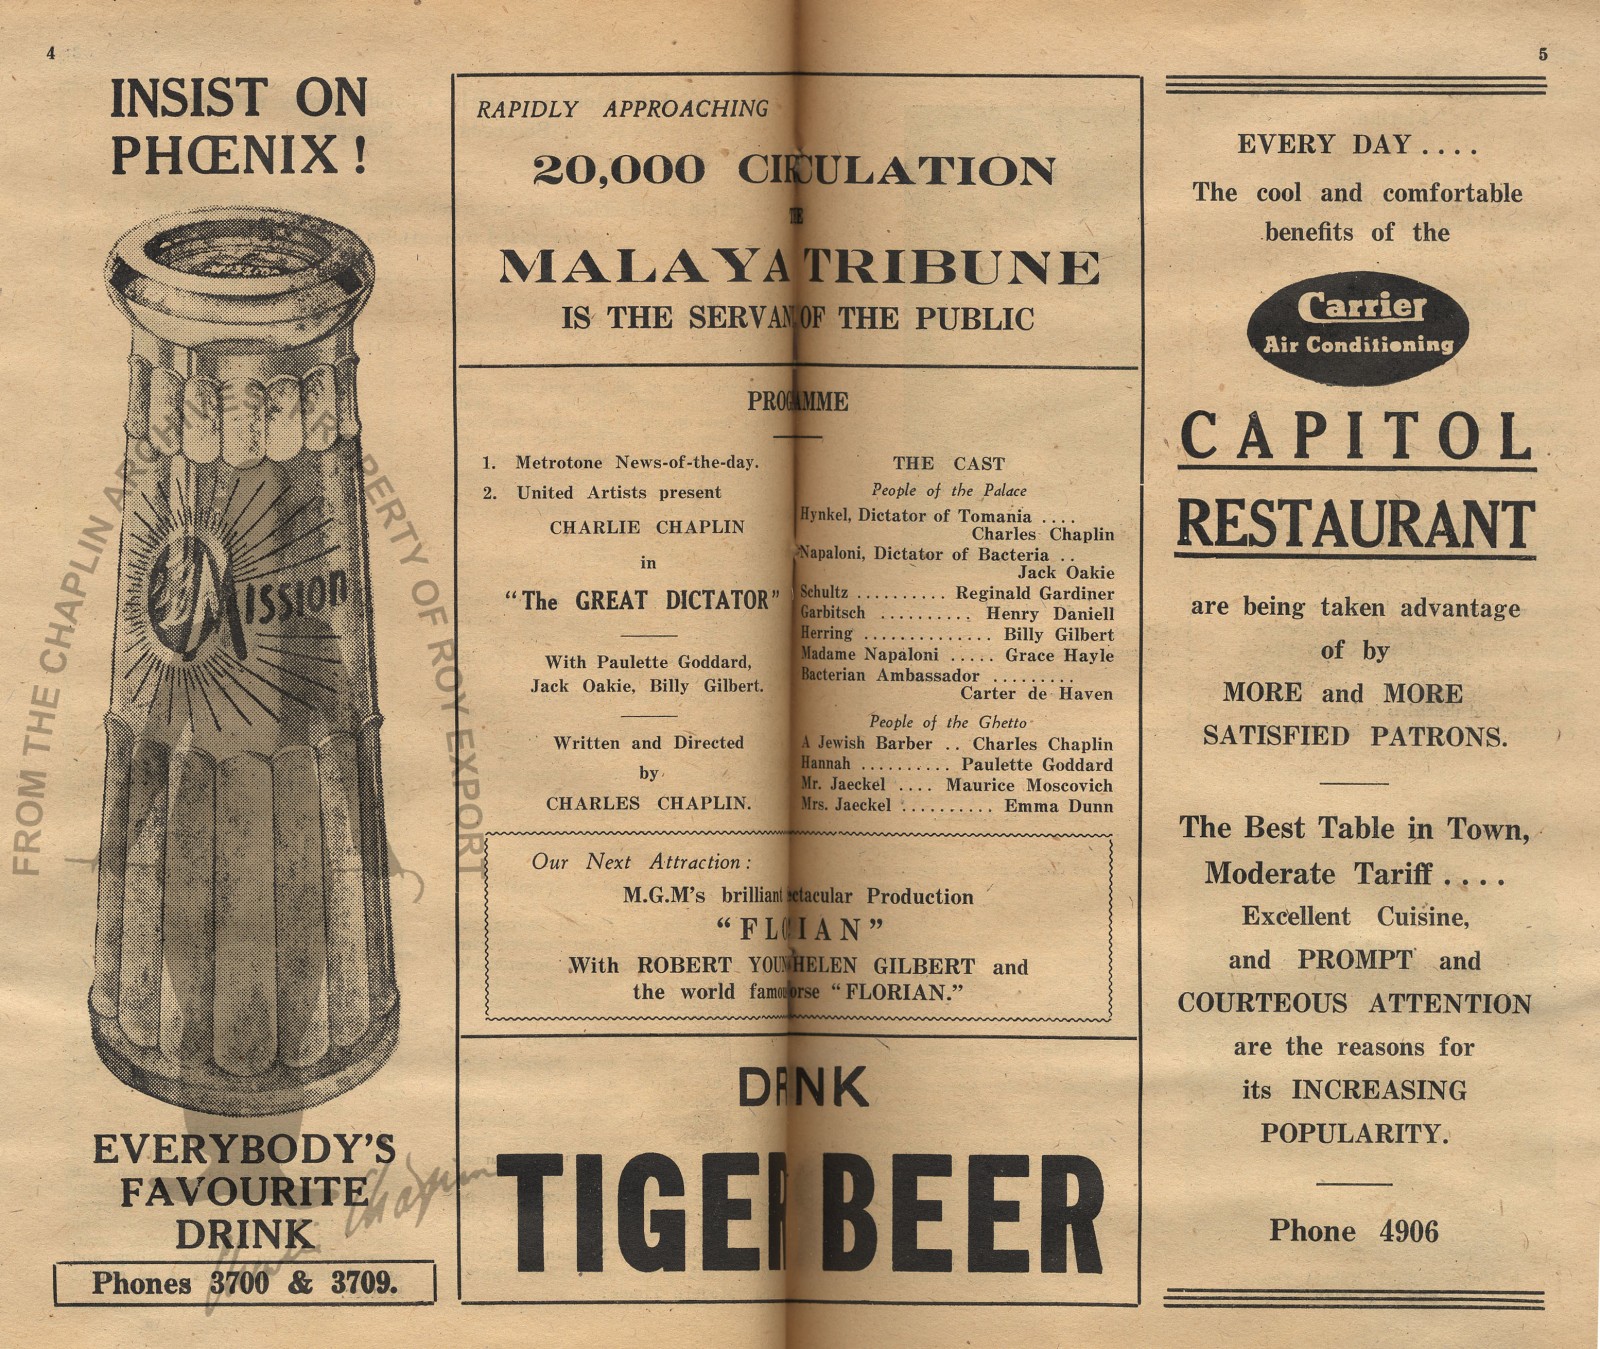 4
INSIST ON
PHŒNIX!
Mission
EVERYBODY'S
FAVOURITE
DRINK
Phones 3700 & 3709.
RAPIDLY APPROACHING
20,000 CIRCULATION
THE
MALAYA TRIBUNE
IS THE SERVAN OF THE PUBLIC
PROGAMME
1. Metrotone News-of-the-day.
2. United Artists present
CHARLIE CHAPLIN
in
"The GREAT DICTATOR"
With Paulette Goddard,
Jack Oakie, Billy Gilbert.
Written and Directed
by
CHARLES CHAPLIN.
THE CAST
People of the Palace
Hynkel, Dictator of Tomania ....
Charles Chaplin
Napaloni, Dictator of Bacteria ..
Jack Oakie
Schultz .......... Reginald Gardiner
Garbitsch .......... Henry Daniell
Herring .............. Billy Gilbert
Madame Napaloni ..... Grace Hayle
Bacterian Ambassador .........
Carter de Haven
People of the Ghetto
A Jewish Barber .. Charles Chaplin
Hannah .......... Paulette Goddard
Mr. Jaeckel .... Maurice Moscovich
Mrs. Jaeckel .......... Emma Dunn
Our Next Attraction:
M.G.M's brilliant ectacular Production
"FLORIAN"
With ROBERT YOUN HELEN GILBERT and
the world famou orse "FLORIAN."
DRINK
TIGER BEER
5
EVERY DAY ....
The cool and comfortable
benefits of the
Carrier
Air Conditioning
CAPITOL
RESTAURANT
are being taken advantage
of by
MORE and MORE
SATISFIED PATRONS.
The Best Table in Town,
Moderate Tariff ....
Excellent Cuisine,
and PROMPT and
COURTEOUS ATTENTION
are the reasons for
its INCREASING
POPULARITY.
Phone 4906
FROM THE CHAPLIN ARCHIVES, PROPERTY OF ROY EXPORT
Charlie Chaplin